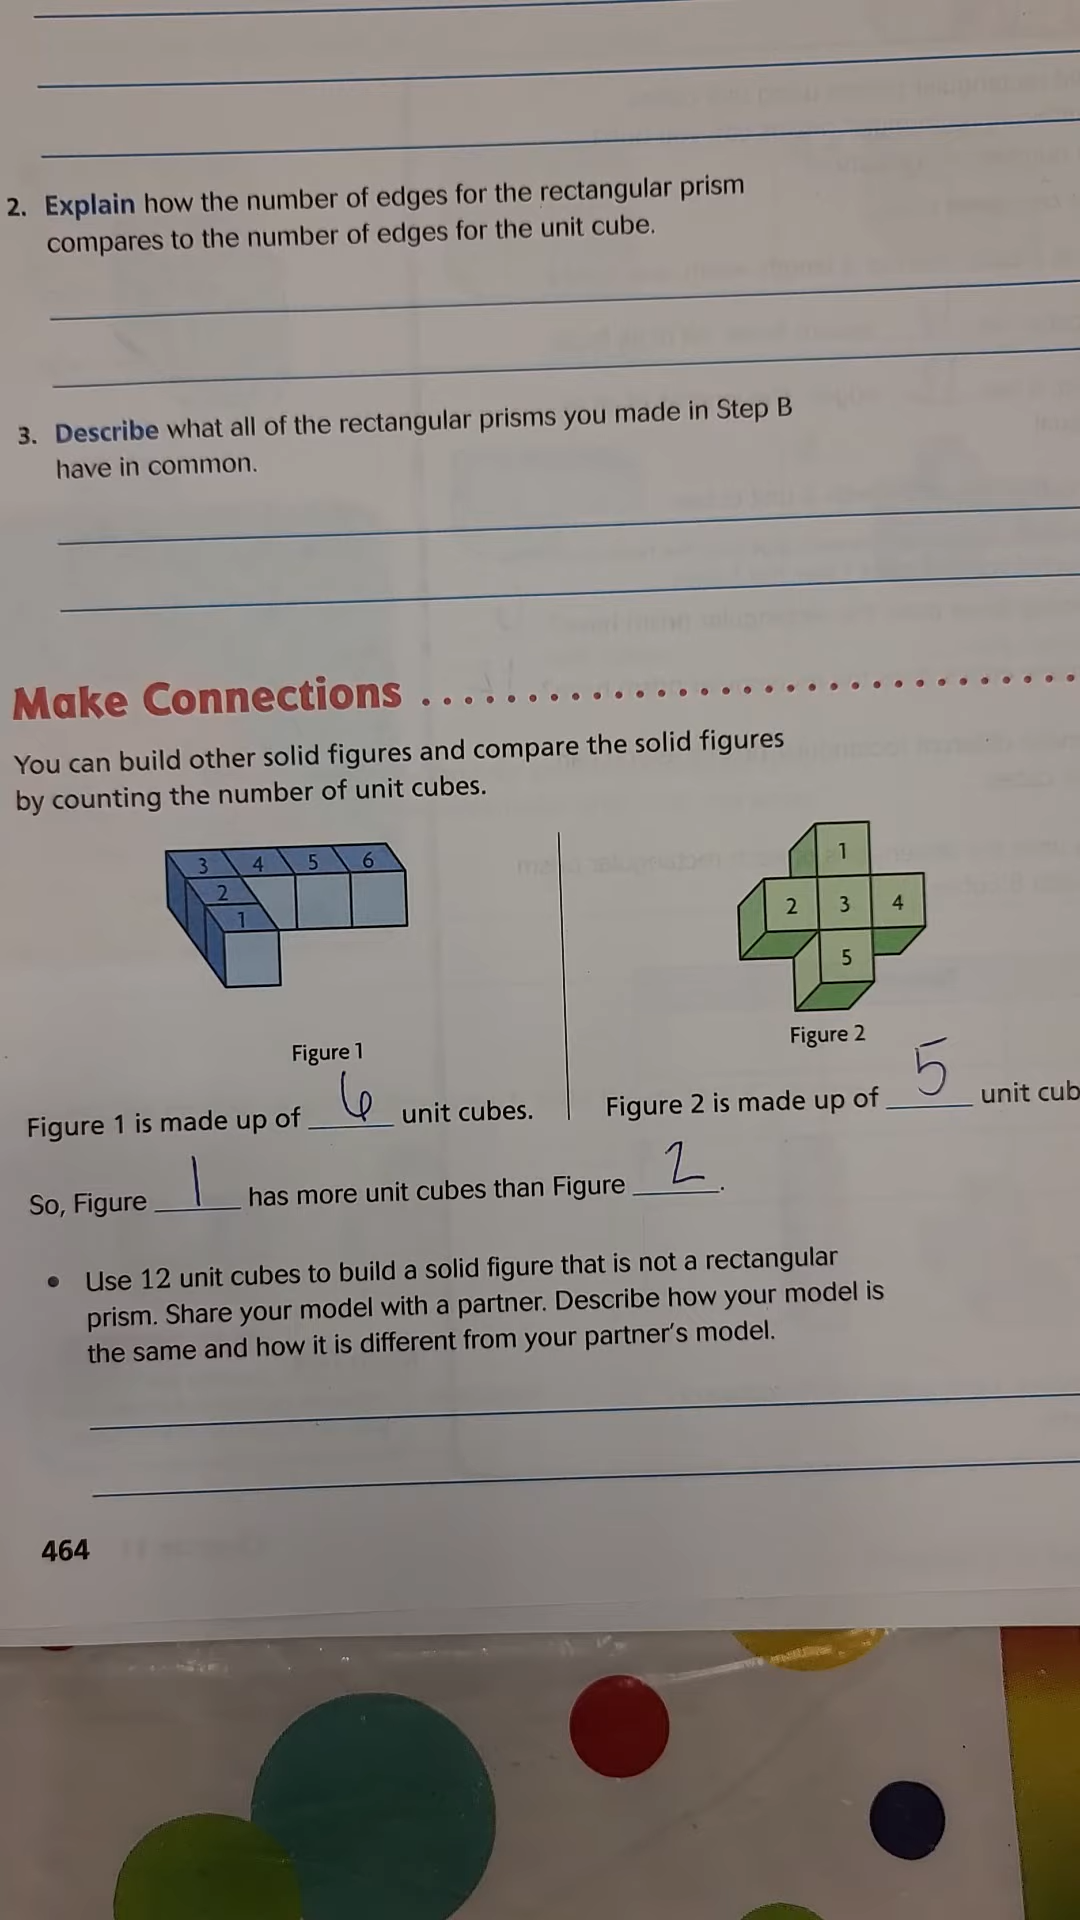 2. Explain how the number of edges for the rectangular prism
compares to the number of edges for the unit cube.
3. Describe what all of the rectangular prisms you made in Step B
have in common.
Make Connections
You can build other solid figures and compare the solid figures
by counting the number of unit cubes.
3 4 5 6
2
1
Figure 1
1
2 3 4
5
Figure 2
Figure 1 is made up of 6 unit cubes.
Figure 2 is made up of 5 unit cub
So, Figure 1 has more unit cubes than Figure 2.
• Use 12 unit cubes to build a solid figure that is not a rectangular
prism. Share your model with a partner. Describe how your model is
the same and how it is different from your partner's model.
464